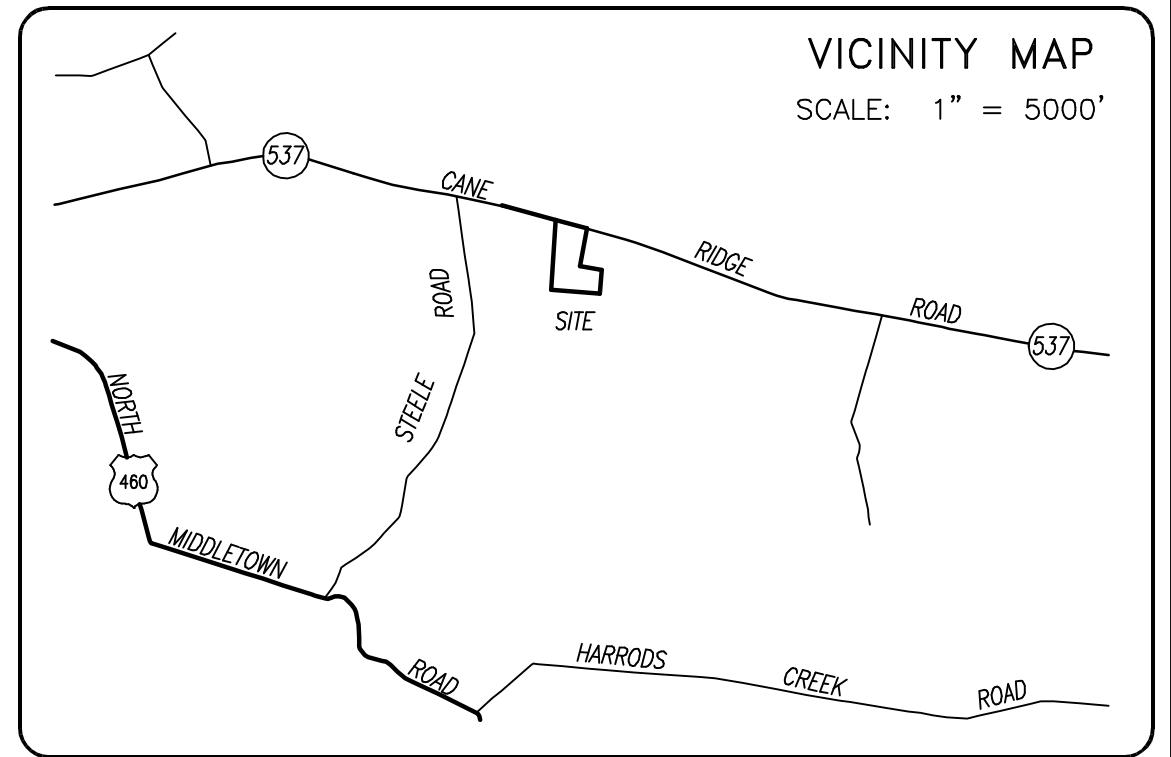 VICINITY MAP
SCALE: 1" = 5000'
537
CANE
RIDGE
ROAD
537
ROAD
STEELE
SITE
NORTH
460
MIDDLETOWN
ROAD
HARRODS
CREEK
ROAD